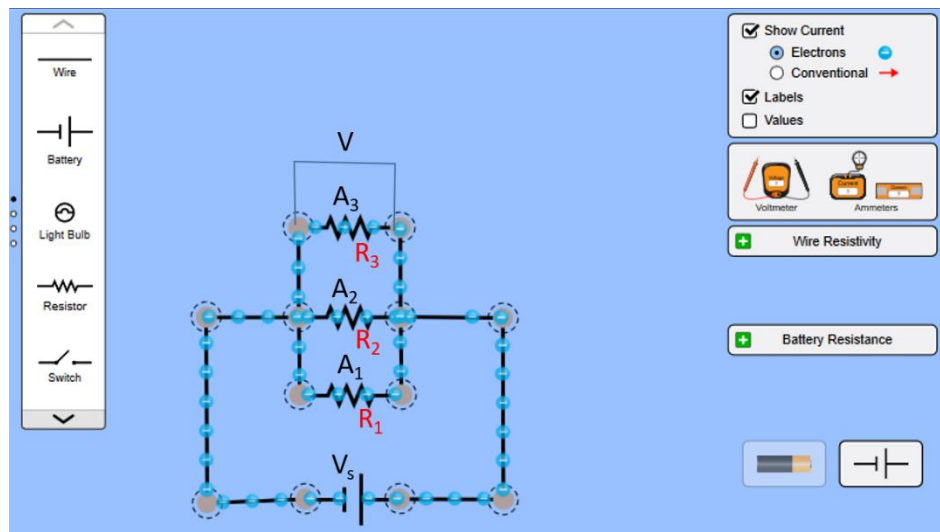 Wire
Battery
Light Bulb
Resistor
Switch
V
A3
R3
A2
R2
A1
R1
Vs
Show Current
Electrons
Conventional
Labels
Values
Voltmeter
Ammeters
Wire Resistivity
Battery Resistance